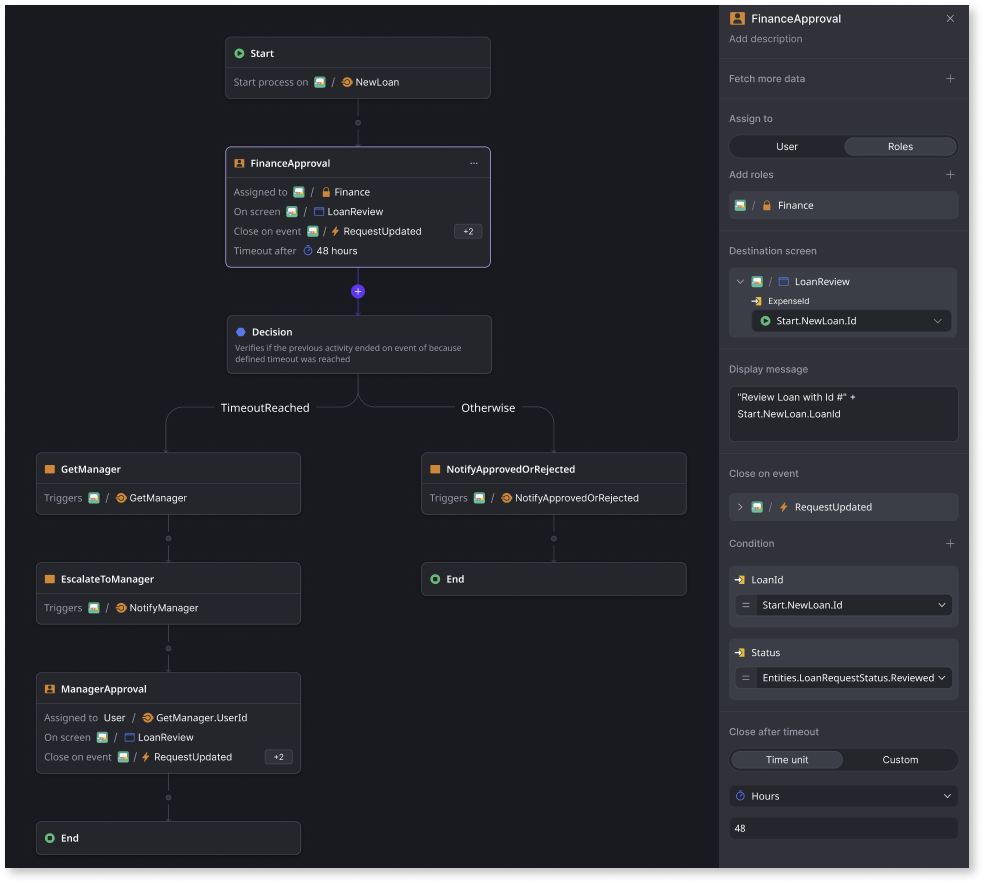 Start
Start process on / NewLoan
FinanceApproval ...
Assigned to / Finance
On screen / LoanReview
Close on event / RequestUpdated +2
Timeout after 48 hours
Decision
Verifies if the previous activity ended on event of because
defined timeout was reached
TimeoutReached
Otherwise
GetManager
Triggers / GetManager
NotifyApprovedOrRejected
Triggers / NotifyApprovedOrRejected
EscalateToManager
Triggers / NotifyManager
End
ManagerApproval
Assigned to User / GetManager.UserId
On screen / LoanReview
Close on event / RequestUpdated +2
End
FinanceApproval
Add description
Fetch more data
Assign to
User Roles
Add roles
/ Finance
Destination screen
/ LoanReview
ExpenseId
Start.NewLoan.Id
Display message
"Review Loan with Id #" +
Start.NewLoan.LoanId
Close on event
/ RequestUpdated
Condition
LoanId
= Start.NewLoan.Id
Status
= Entities.LoanRequestStatus.Reviewed
Close after timeout
Time unit Custom
Hours
48